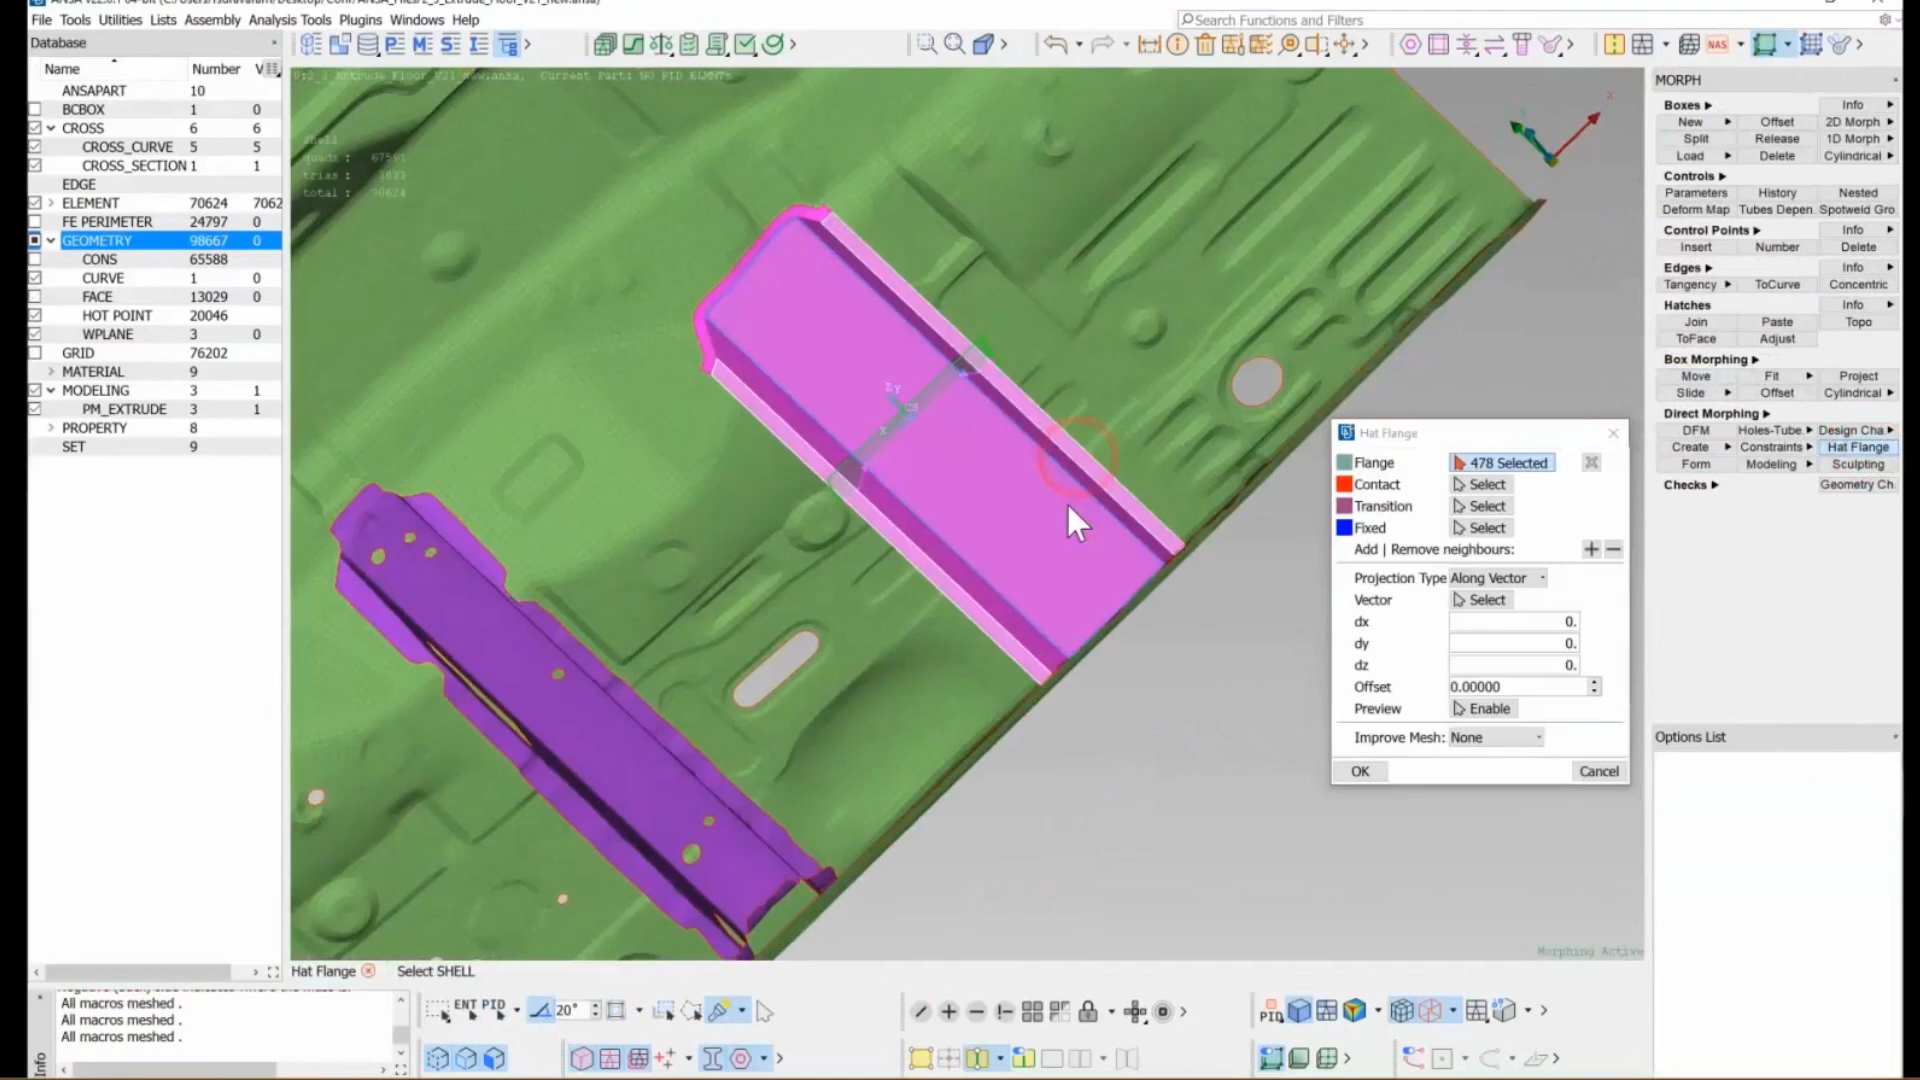 File Tools Utilities Lists Assembly Analysis Tools Plugins Windows Help
Search Functions and Filters
Database
Name Number
ANSAPART 10
BCBOX 1 0
CROSS 6 6
CROSS_CURVE 5 5
CROSS_SECTION 1 1
EDGE
ELEMENT 70624 7062
FE PERIMETER 24797 0
GEOMETRY 98667 0
CONS 65588
CURVE 1 0
FACE 13029 0
HOT POINT 20046
WPLANE 3 0
GRID 76202
MATERIAL 9
MODELING 3 1
PM_EXTRUDE 3 1
PROPERTY 8
SET 9
total : 70624
Hat Flange
Flange 478 Selected
Contact Select
Transition Select
Fixed Select
Add | Remove neighbours:
Projection Type Along Vector
Vector Select
dx 0.
dy 0.
dz 0.
Offset 0.00000
Preview Enable
Improve Mesh: None
OK Cancel
Morphing Active
MORPH
Boxes Info
New Offset 2D Morph
Split Release 1D Morph
Load Delete Cylindrical
Controls
Parameters History Nested
Deform Map Tubes Depen Spotweld Gro
Control Points Info
Insert Number Delete
Edges Info
Tangency ToCurve Concentric
Hatches Info
Join Paste Topo
ToFace Adjust
Box Morphing
Move Fit Project
Slide Offset Cylindrical
Direct Morphing
DFM Holes-Tube. Design Cha.
Create Constraints Hat Flange
Form Modeling Sculpting
Checks Geometry Ch.
Options List
Hat Flange Select SHELL
All macros meshed .
All macros meshed .
All macros meshed .
Info
ENT PID 20°
PID
NAS